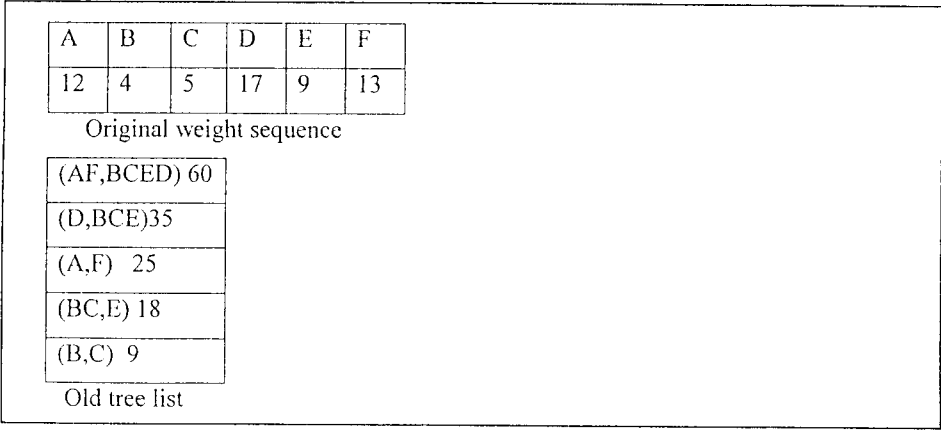 A B C D E F
12 4 5 17 9 13
Original weight sequence
(AF,BCED) 60
(D,BCE)35
(A,F) 25
(BC,E) 18
(B,C) 9
Old tree list